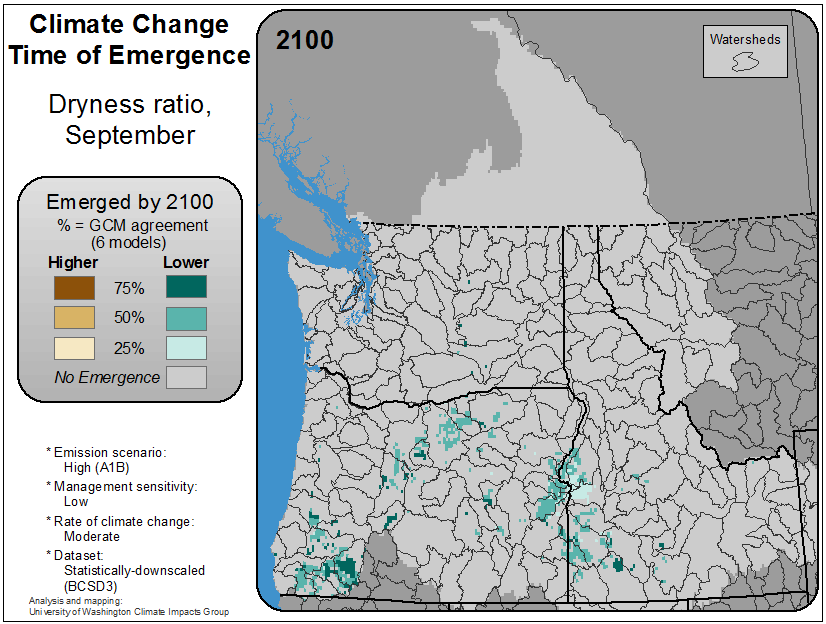 Climate Change
Time of Emergence
Dryness ratio,
September
Emerged by 2100
% = GCM agreement
(6 models)
Higher Lower
75%
50%
25%
No Emergence
* Emission scenario:
High (A1B)
* Management sensitivity:
Low
* Rate of climate change:
Moderate
* Dataset:
Statistically-downscaled
(BCSD3)
Analysis and mapping:
University of Washington Climate Impacts Group
2100
Watersheds